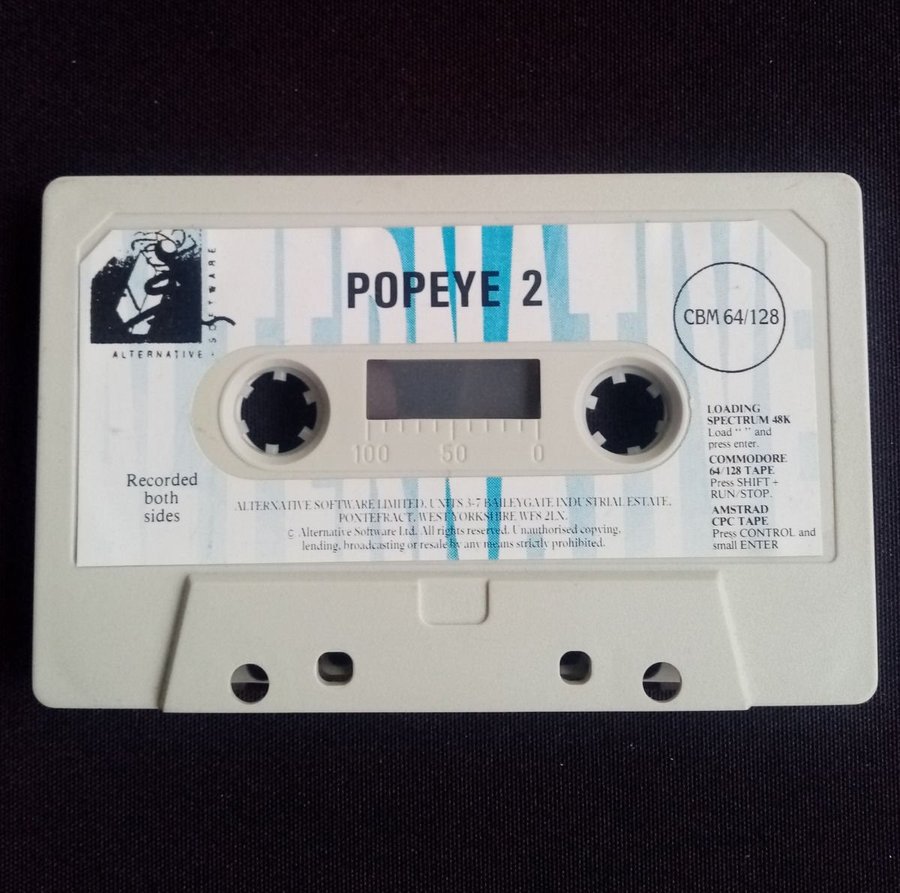 POPEYE 2
SOFTWARE
ALTERNATIVE
CBM 64/128
100 50 0
Recorded
both
sides
LOADING
SPECTRUM 48K
Load “ ” and
press enter.
COMMODORE
64/128 TAPE
Press SHIFT +
RUN/STOP.
AMSTRAD
CPC TAPE
Press CONTROL and
small ENTER
ALTERNATIVE SOFTWARE LIMITED, UNITS 3-7 BAILEYGATE INDUSTRIAL ESTATE,
PONTEFRACT, WEST YORKSHIRE WF8 2LN.
© Alternative Software Ltd. All rights reserved. Unauthorised copying,
lending, broadcasting or resale by any means strictly prohibited.